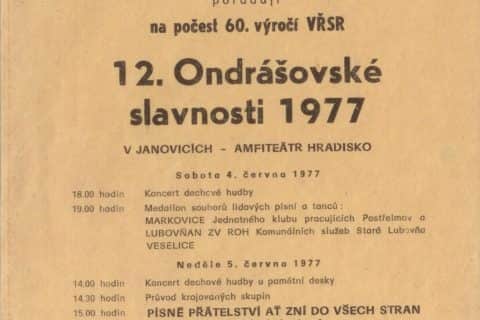 pořádají
na počest 60. výročí VŘSR
12. Ondrášovské
slavnosti 1977
V JANOVICÍCH – AMFITEÁTR HRADISKO
Sobota 4. června 1977
18.00 hodin Koncert dechové hudby
19.00 hodin Medailon souborů lidových písní a tanců:
MARKOVICE Jednotného klubu pracujících Postřelmov a
LUBOVŇAN ZV ROH Komunálních služeb Stará Lubovňa
VESELICE
Neděle 5. června 1977
14.00 hodin Koncert dechové hudby u pamětní desky
14.30 hodin Průvod krojovaných skupin
15.00 hodin PÍSNĚ PŘÁTELSTVÍ AŤ ZNÍ DO VŠECH STRAN